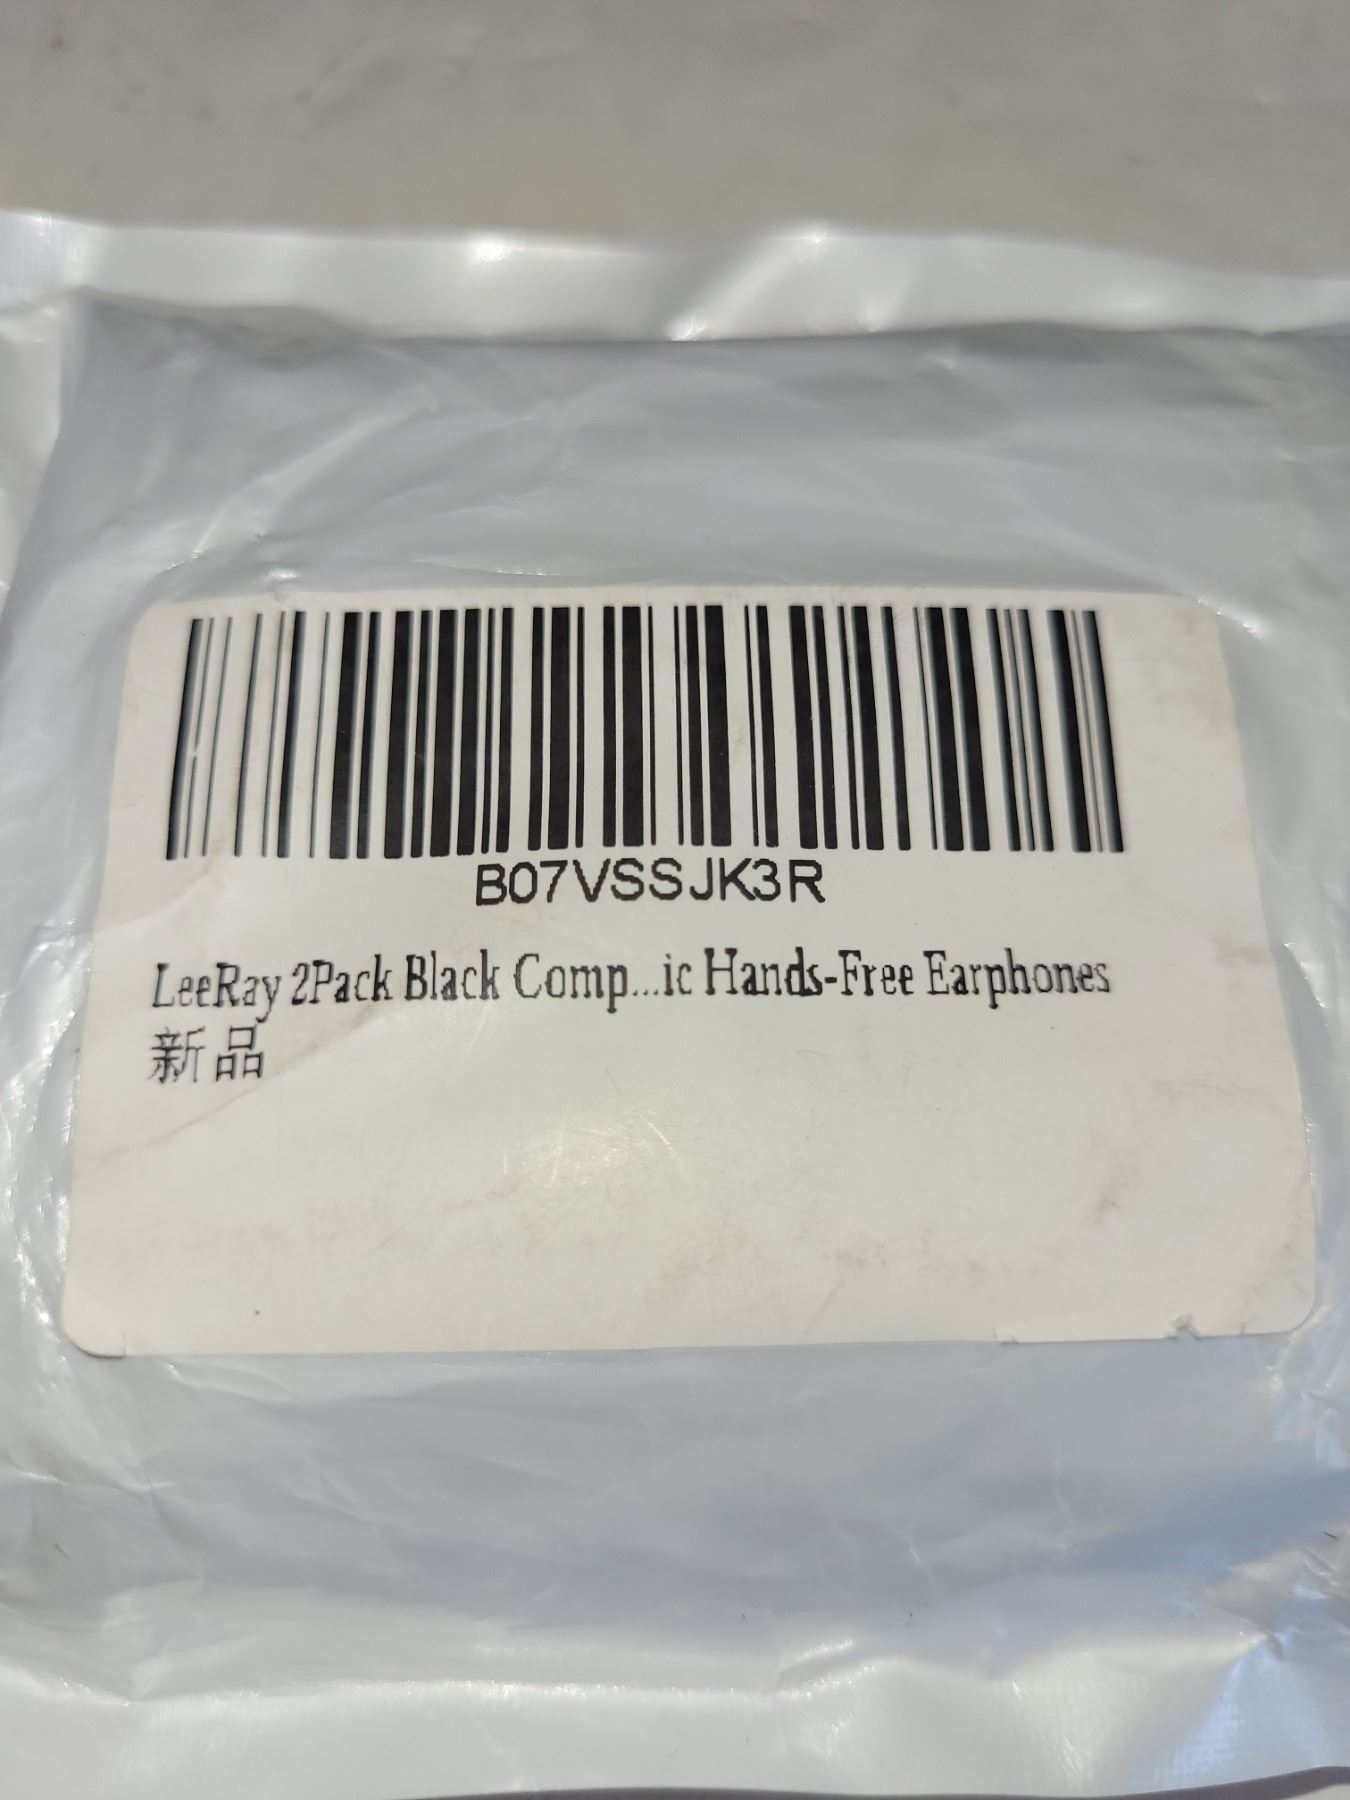 B07VSSJK3R
LeeRay 2Pack Black Comp...ic Hands-Free Earphones
新品